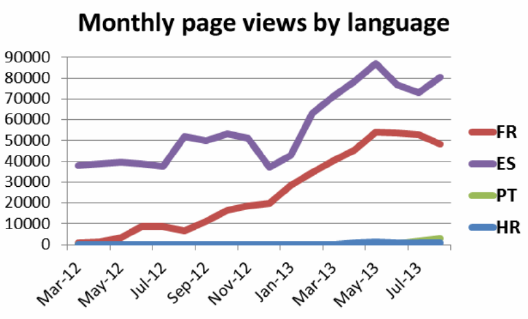 Monthly page views by language
90000
80000
70000
60000
50000
40000
30000
20000
10000
0
Mar-12
May-12
Jul-12
Sep-12
Nov-12
Jan-13
Mar-13
May-13
Jul-13
FR
ES
PT
HR